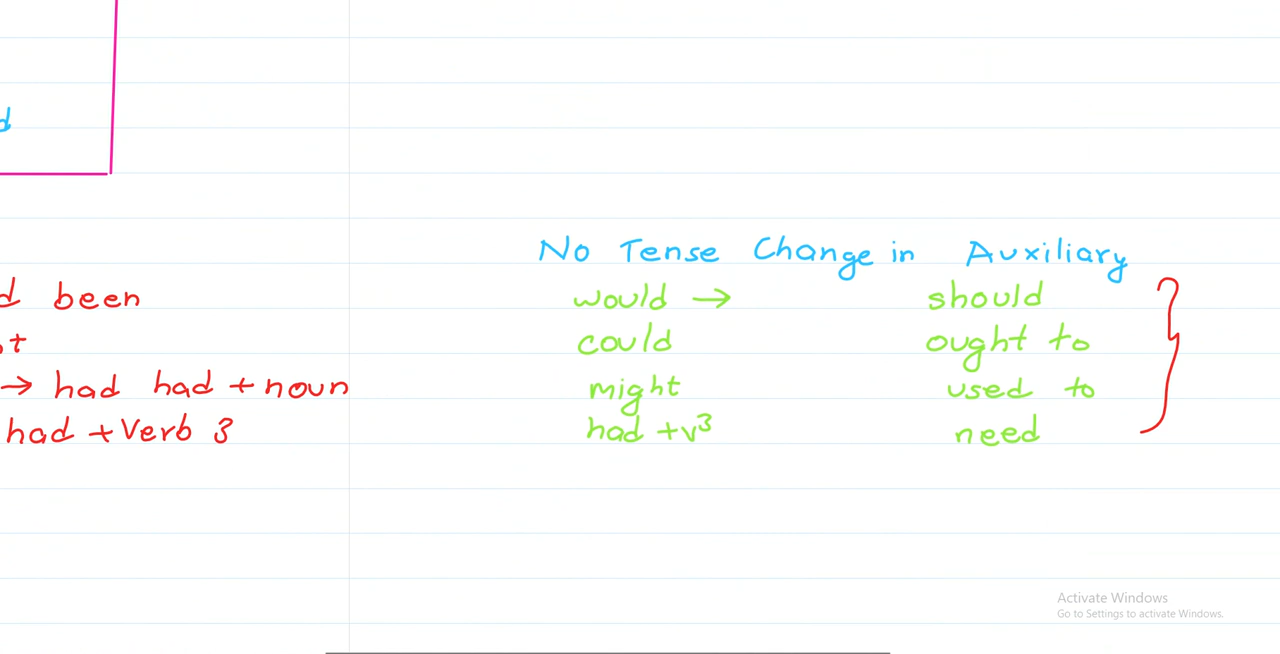 No Tense Change in Auxiliary
been
would → should
could ought to
→ had had + noun
might used to
had + Verb 3
had + v³ need
Activate Windows
Go to Settings to activate Windows.